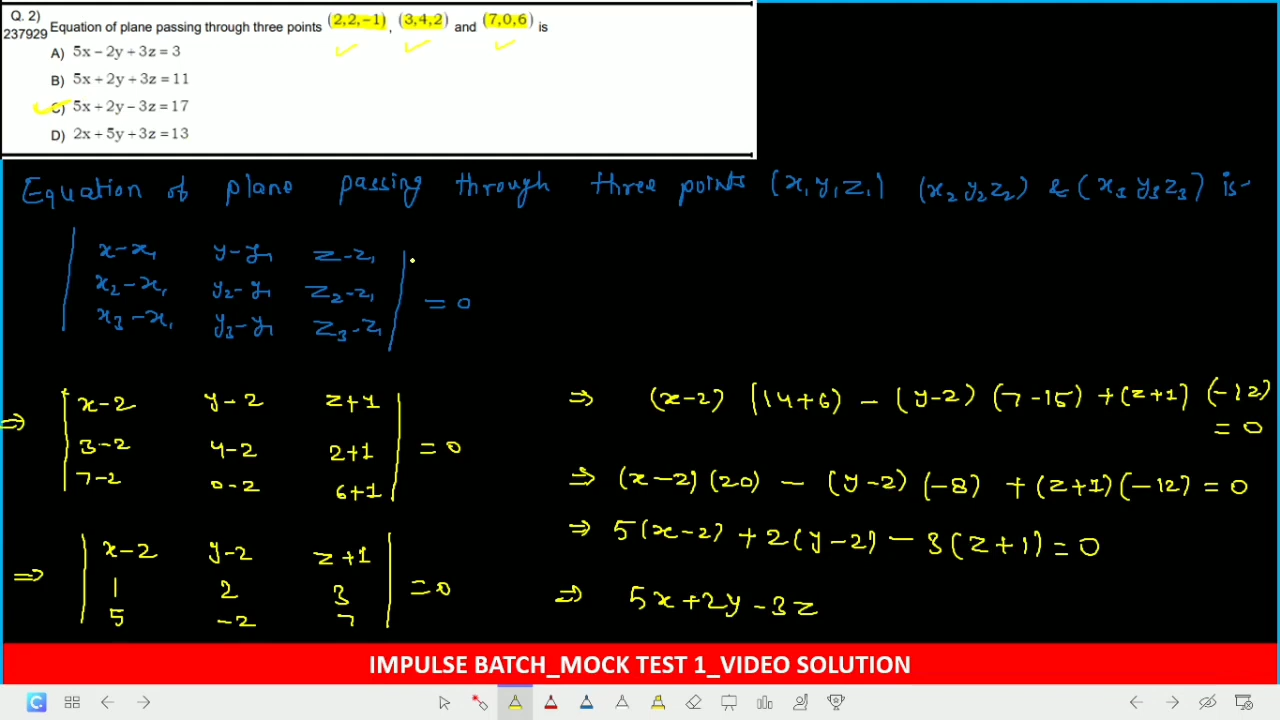 Q. 2)
237929 Equation of plane passing through three points (2,2,−1), (3,4,2) and (7,0,6) is
A) 5x − 2y + 3z = 3
B) 5x + 2y + 3z = 11
C) 5x + 2y − 3z = 17
D) 2x + 5y + 3z = 13
Equation of plane passing through three points (x₁ y₁ z₁) (x₂ y₂ z₂) & (x₃ y₃ z₃) is-
| x-x₁ y-y₁ z-z₁ |
| x₂-x₁ y₂-y₁ z₂-z₁ | = 0
| x₃-x₁ y₃-y₁ z₃-z₁ |
⇒ | x-2 y-2 z+1 |
| 3-2 4-2 2+1 | = 0
| 7-2 0-2 6+1 |
⇒ | x-2 y-2 z+1 |
| 1 2 3 | = 0
| 5 -2 7 |
⇒ (x-2) (14+6) - (y-2) (7-15) + (z+1) (-12)
= 0
⇒ (x-2) (20) - (y-2) (-8) + (z+1) (-12) = 0
⇒ 5(x-2) + 2(y-2) - 3(z+1) = 0
⇒ 5x+2y-3z
IMPULSE BATCH_MOCK TEST 1_VIDEO SOLUTION